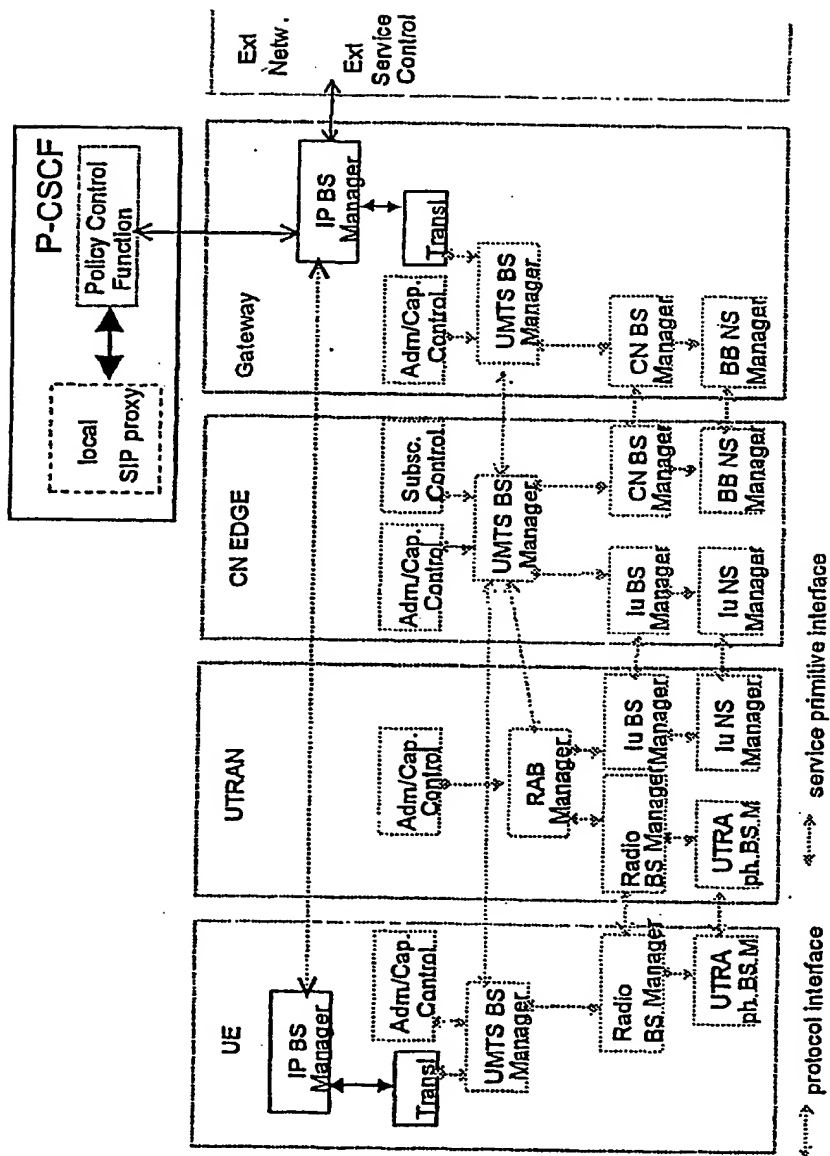 P-CSCF
local
SIP proxy
Policy Control
Function
Ext
Netw.
Ext
Service
Control
UE
IP BS
Manager
Transl
Adm/Cap.
Control
UMTS BS
Manager
Radio
BS Manager
UTRA
ph.BS.M
UTRAN
Adm/Cap.
Control
RAB
Manager
Radio
BS Manager
Iu BS
Manager
UTRA
ph.BS.M
Iu NS
Manager
CN EDGE
Adm/Cap.
Control
Subsc.
Control
UMTS BS
Manager
Iu BS
Manager
CN BS
Manager
Iu NS
Manager
BB NS
Manager
Gateway
IP BS
Manager
Transl
Adm/Cap.
Control
UMTS BS
Manager
CN BS
Manager
BB NS
Manager
protocol interface
service primitive interface